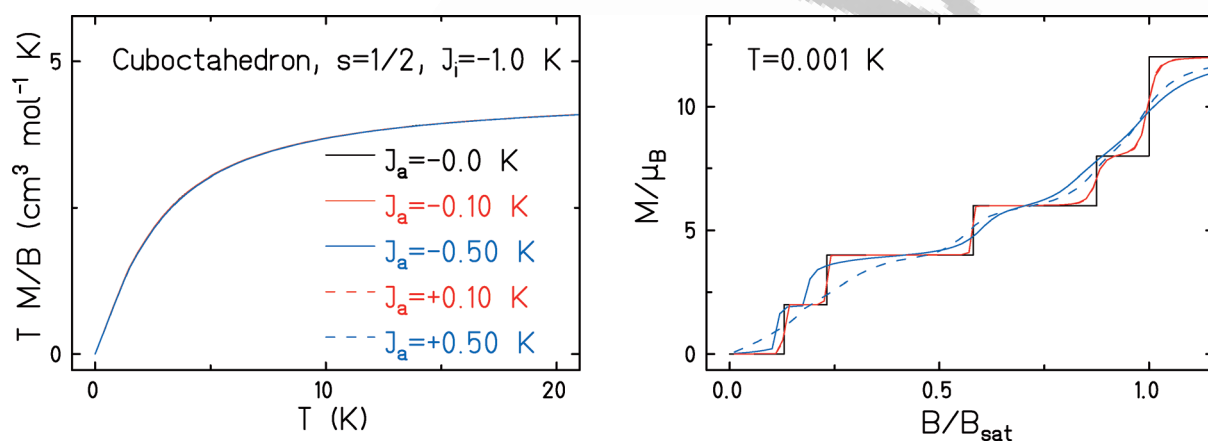 Cuboctahedron, s=1/2, J_i=−1.0 K
T M/B (cm³ mol⁻¹ K)
5
0
J_a=−0.0 K
J_a=−0.10 K
J_a=−0.50 K
J_a=+0.10 K
J_a=+0.50 K
0 10 20
T (K)
T=0.001 K
M/μ_B
10
5
0
0.0 0.5 1.0
B/B_sat